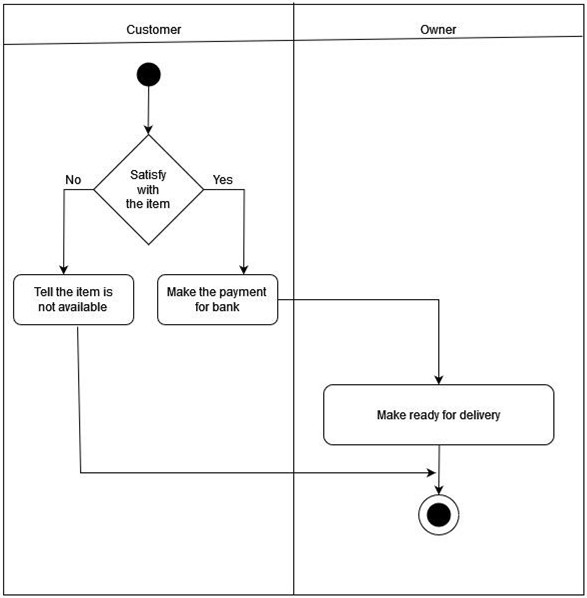 Customer
Owner
Satisfy
with
the item
No
Yes
Tell the item is
not available
Make the payment
for bank
Make ready for delivery